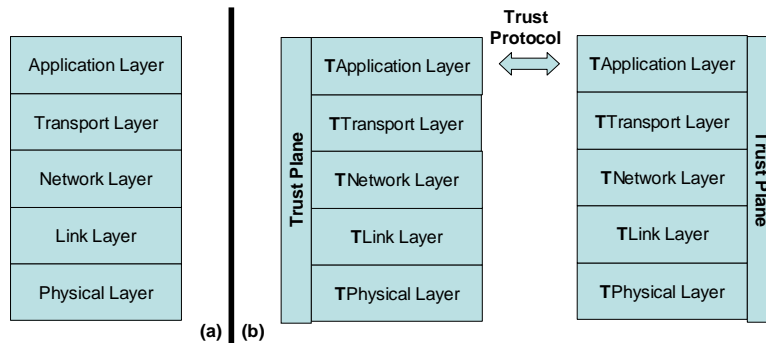 Application Layer
Transport Layer
Network Layer
Link Layer
Physical Layer
(a)
(b)
Trust Plane
TApplication Layer
TTransport Layer
TNetwork Layer
TLink Layer
TPhysical Layer
Trust
Protocol
TApplication Layer
TTransport Layer
TNetwork Layer
TLink Layer
TPhysical Layer
Trust Plane